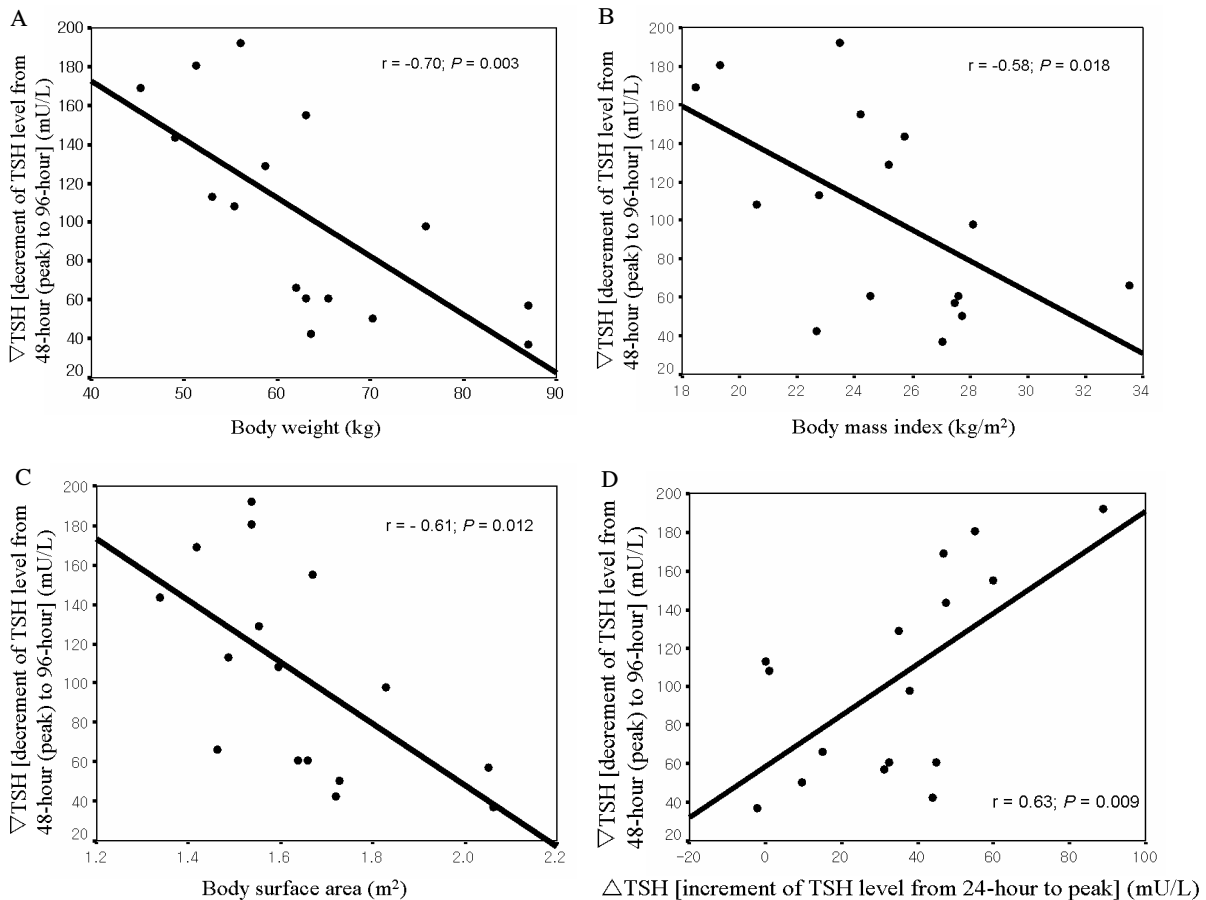 A
▽TSH [decrement of TSH level from
48-hour (peak) to 96-hour] (mU/L)
200
180
160
140
120
100
80
60
40
20
r = -0.70; P = 0.003
40 50 60 70 80 90
Body weight (kg)
B
▽TSH [decrement of TSH level from
48-hour (peak) to 96-hour] (mU/L)
200
180
160
140
120
100
80
60
40
20
r = -0.58; P = 0.018
18 20 22 24 26 28 30 32 34
Body mass index (kg/m²)
C
▽TSH [decrement of TSH level from
48-hour (peak) to 96-hour] (mU/L)
200
180
160
140
120
100
80
60
40
20
r = - 0.61; P = 0.012
1.2 1.4 1.6 1.8 2.0 2.2
Body surface area (m²)
D
▽TSH [decrement of TSH level from
48-hour (peak) to 96-hour] (mU/L)
200
180
160
140
120
100
80
60
40
20
r = 0.63; P = 0.009
-20 0 20 40 60 80 100
△TSH [increment of TSH level from 24-hour to peak] (mU/L)